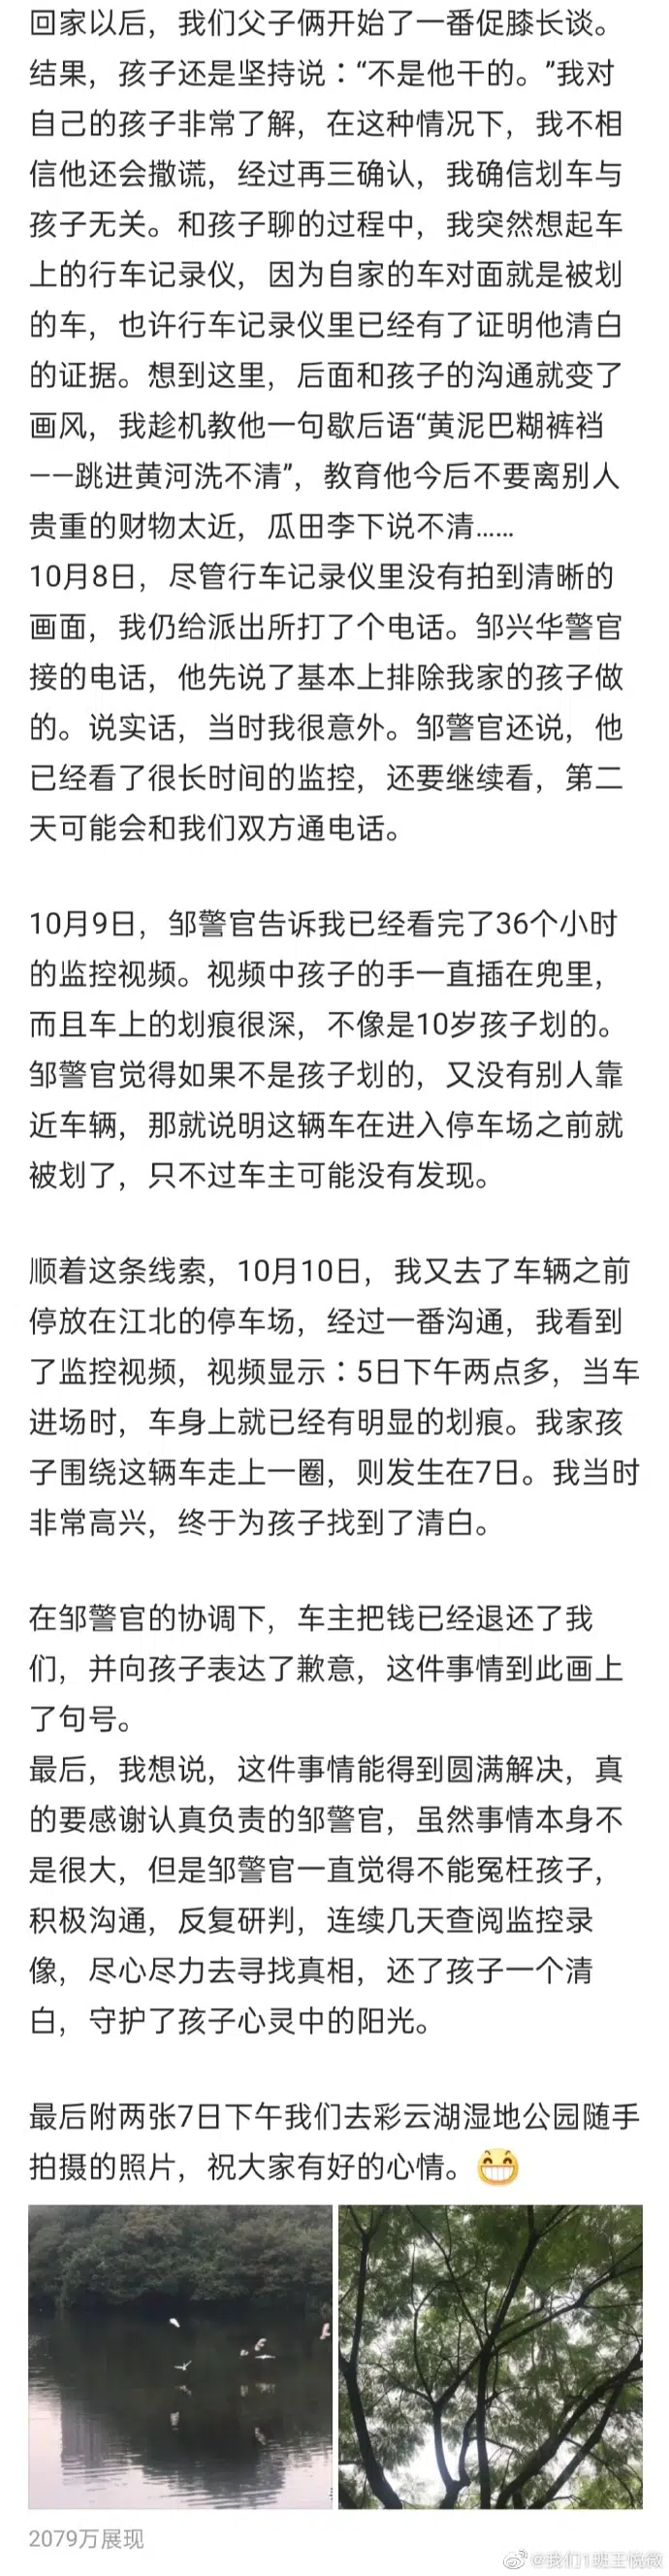 回家以后，我们父子俩开始了一番促膝长谈。
结果，孩子还是坚持说：“不是他干的。”我对
自己的孩子非常了解，在这种情况下，我不相
信他还会撒谎，经过再三确认，我确信划车与
孩子无关。和孩子聊的过程中，我突然想起车
上的行车记录仪，因为自家的车对面就是被划
的车，也许行车记录仪里已经有了证明他清白
的证据。想到这里，后面和孩子的沟通就变了
画风，我趁机教他一句歇后语“黄泥巴糊裤裆
——跳进黄河洗不清”，教育他今后不要离别人
贵重的财物太近，瓜田李下说不清……
10月8日，尽管行车记录仪里没有拍到清晰的
画面，我仍给派出所打了个电话。邹兴华警官
接的电话，他先说了基本上排除我家的孩子做
的。说实话，当时我很意外。邹警官还说，他
已经看了很长时间的监控，还要继续看，第二
天可能会和我们双方通电话。
10月9日，邹警官告诉我已经看完了36个小时
的监控视频。视频中孩子的手一直插在兜里，
而且车上的划痕很深，不像是10岁孩子划的。
邹警官觉得如果不是孩子划的，又没有别人靠
近车辆，那就说明这辆车在进入停车场之前就
被划了，只不过车主可能没有发现。
顺着这条线索，10月10日，我又去了车辆之前
停放在江北的停车场，经过一番沟通，我看到
了监控视频，视频显示：5日下午两点多，当车
进场时，车身上就已经有明显的划痕。我家孩
子围绕这辆车走上一圈，则发生在7日。我当时
非常高兴，终于为孩子找到了清白。
在邹警官的协调下，车主把钱已经退还了我
们，并向孩子表达了歉意，这件事情到此画上
了句号。
最后，我想说，这件事情能得到圆满解决，真
的要感谢认真负责的邹警官，虽然事情本身不
是很大，但是邹警官一直觉得不能冤枉孩子，
积极沟通，反复研判，连续几天查阅监控录
像，尽心尽力去寻找真相，还了孩子一个清
白，守护了孩子心灵中的阳光。
最后附两张7日下午我们去彩云湖湿地公园随手
拍摄的照片，祝大家有好的心情。😁
2079万展现
@我们1班王悦微